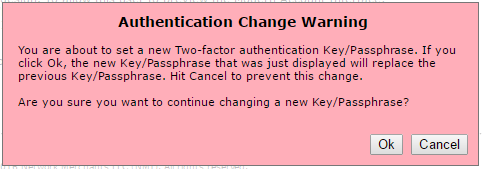 Authentication Change Warning
You are about to set a new Two-factor authentication Key/Passphrase. If you
click Ok, the new Key/Passphrase that was just displayed will replace the
previous Key/Passphrase. Hit Cancel to prevent this change.
Are you sure you want to continue changing a new Key/Passphrase?
Ok Cancel